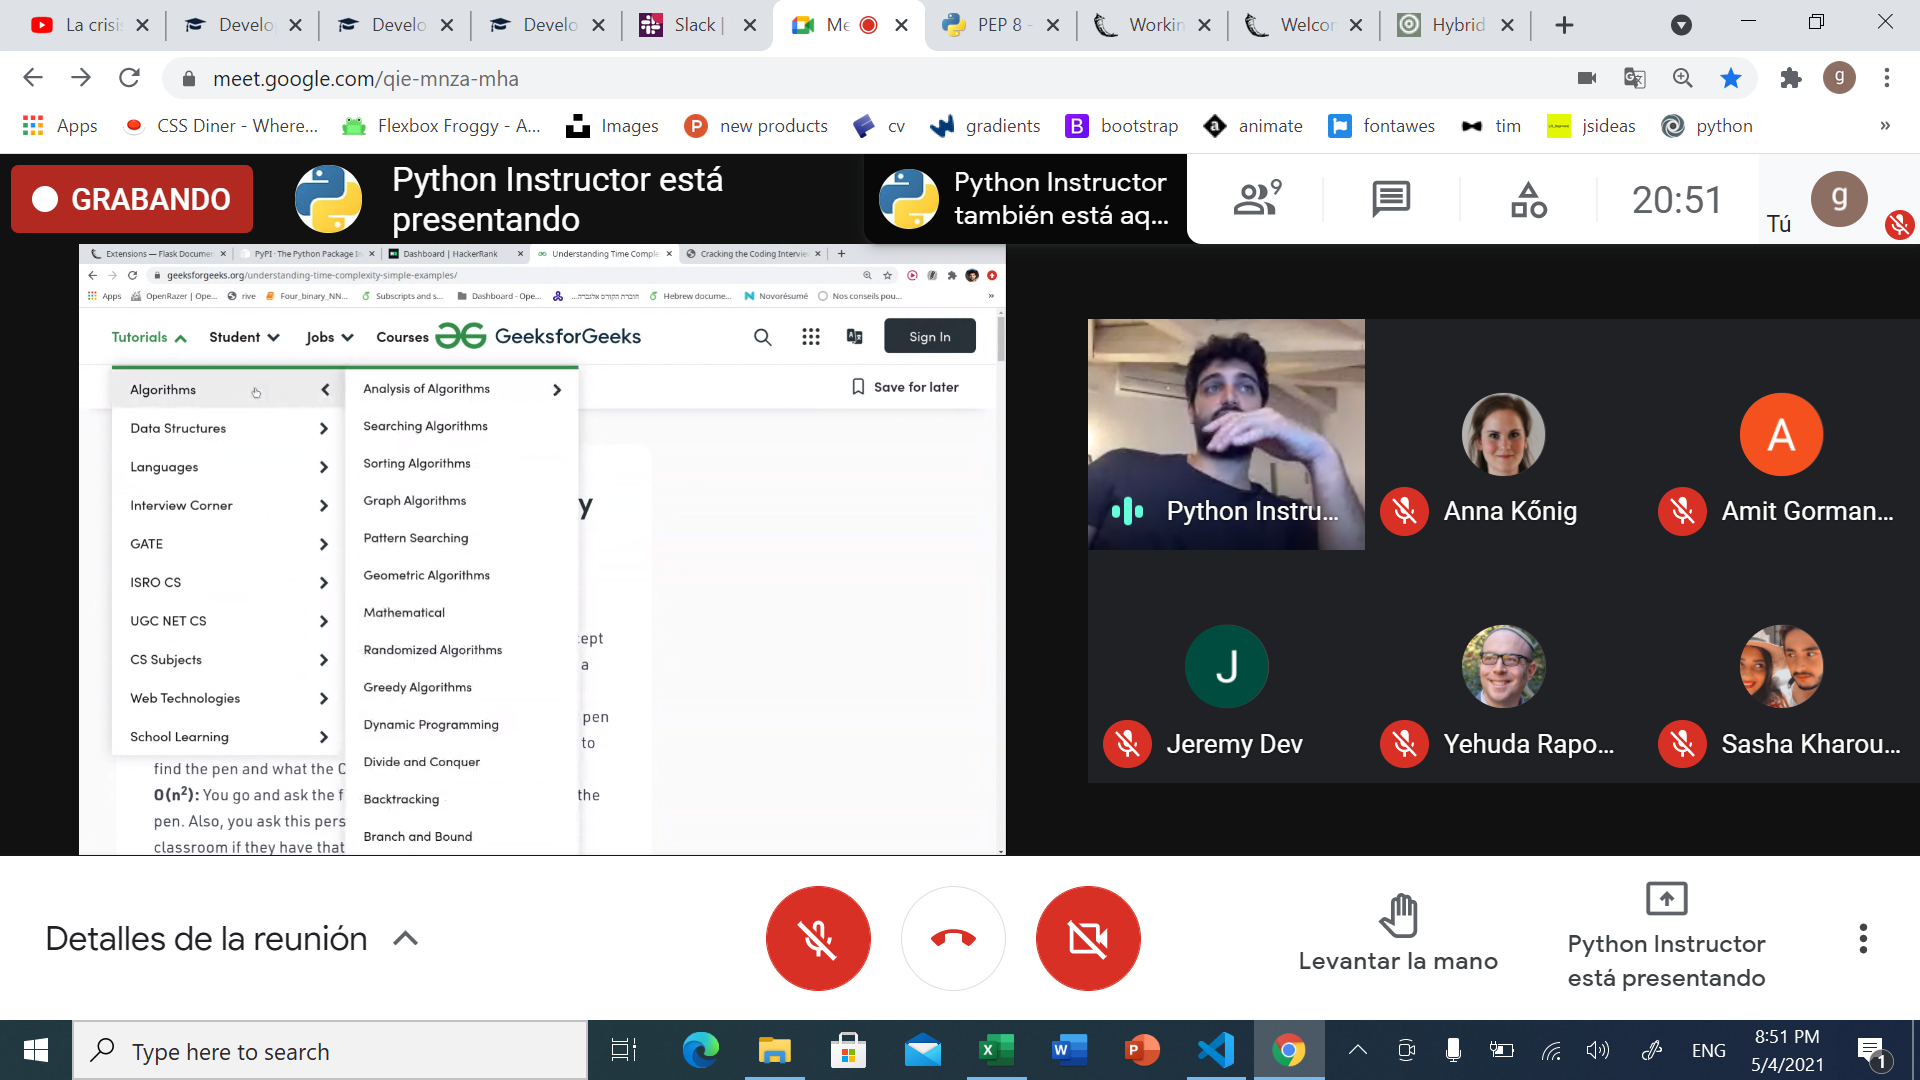 La crisis
Develo
Develo
Develo
Slack |
Me
PEP 8 -
Workin
Welcor
Hybrid
meet.google.com/qie-mnza-mha
g
Apps
CSS Diner - Where...
Flexbox Froggy - A...
Images
new products
cv
gradients
bootstrap
animate
fontawes
tim
jsideas
python
»
GRABANDO
Python Instructor está
presentando
Python Instructor
también está aq...
9
20:51
Tú
g
Extensions — Flask Documen
PyPI · The Python Package In
Dashboard | HackerRank
Understanding Time Comple
Cracking the Coding Intervie
geeksforgeeks.org/understanding-time-complexity-simple-examples/
Apps
OpenRazer | Ope...
rive
Four_binary_NN...
Subscripts and s...
Dashboard - Ope...
חוברת הקורס אלגברה...
Hebrew docume...
Novorésumé
Nos conseils pou...
»
Tutorials
Student
Jobs
Courses
GeeksforGeeks
Sign In
Save for later
Algorithms
Data Structures
Languages
Interview Corner
GATE
ISRO CS
UGC NET CS
CS Subjects
Web Technologies
School Learning
Analysis of Algorithms
Searching Algorithms
Sorting Algorithms
Graph Algorithms
Pattern Searching
Geometric Algorithms
Mathematical
Randomized Algorithms
Greedy Algorithms
Dynamic Programming
Divide and Conquer
Backtracking
Branch and Bound
y
cept
a
pen
to
find the pen and what the O
O(n²): You go and ask the f
the
pen. Also, you ask this pers
classroom if they have that
Python Instru...
Anna Kőnig
A
Amit Gorman...
J
Jeremy Dev
Yehuda Rapo...
Sasha Kharou...
Detalles de la reunión
Levantar la mano
Python Instructor
está presentando
Type here to search
ENG
8:51 PM
5/4/2021
1